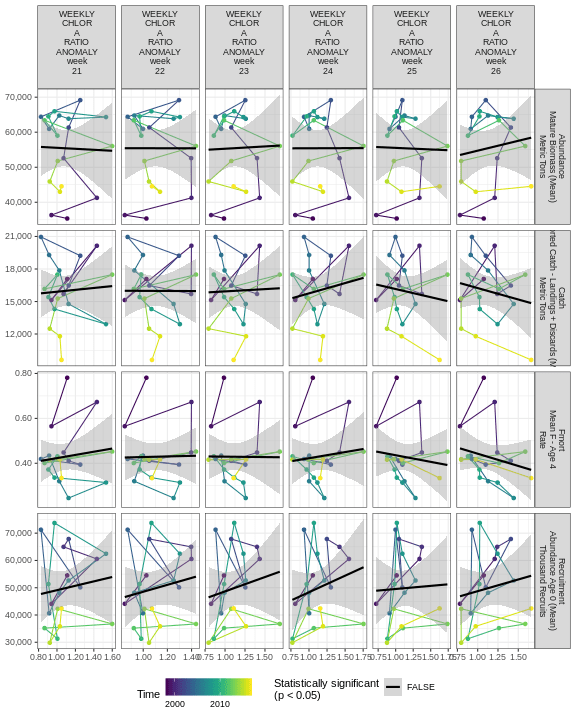 WEEKLY CHLOR A RATIO ANOMALY week 21
WEEKLY CHLOR A RATIO ANOMALY week 22
WEEKLY CHLOR A RATIO ANOMALY week 23
WEEKLY CHLOR A RATIO ANOMALY week 24
WEEKLY CHLOR A RATIO ANOMALY week 25
WEEKLY CHLOR A RATIO ANOMALY week 26
70,000
60,000
50,000
40,000
Abundance
Mature Biomass (Mean)
Metric Tons
21,000
18,000
15,000
12,000
Catch
Catch - Landings + Discards (M
Metric Tons
0.80
0.40
Fmort
Mean F - Age 4
Rate
70,000
60,000
50,000
40,000
30,000
Recruitment
Abundance Age 0 (Mean)
Thousand Recruits
0.80 1.00 1.20 1.40 1.60
1.00 1.20 1.40
0.75 1.00 1.25 1.50
0.75 1.00 1.25 1.50 1.75
0.75 1.00 1.25 1.50
0.75 1.00 1.25 1.50
Time
2000 2010
Statistically significant
(p < 0.05)
FALSE